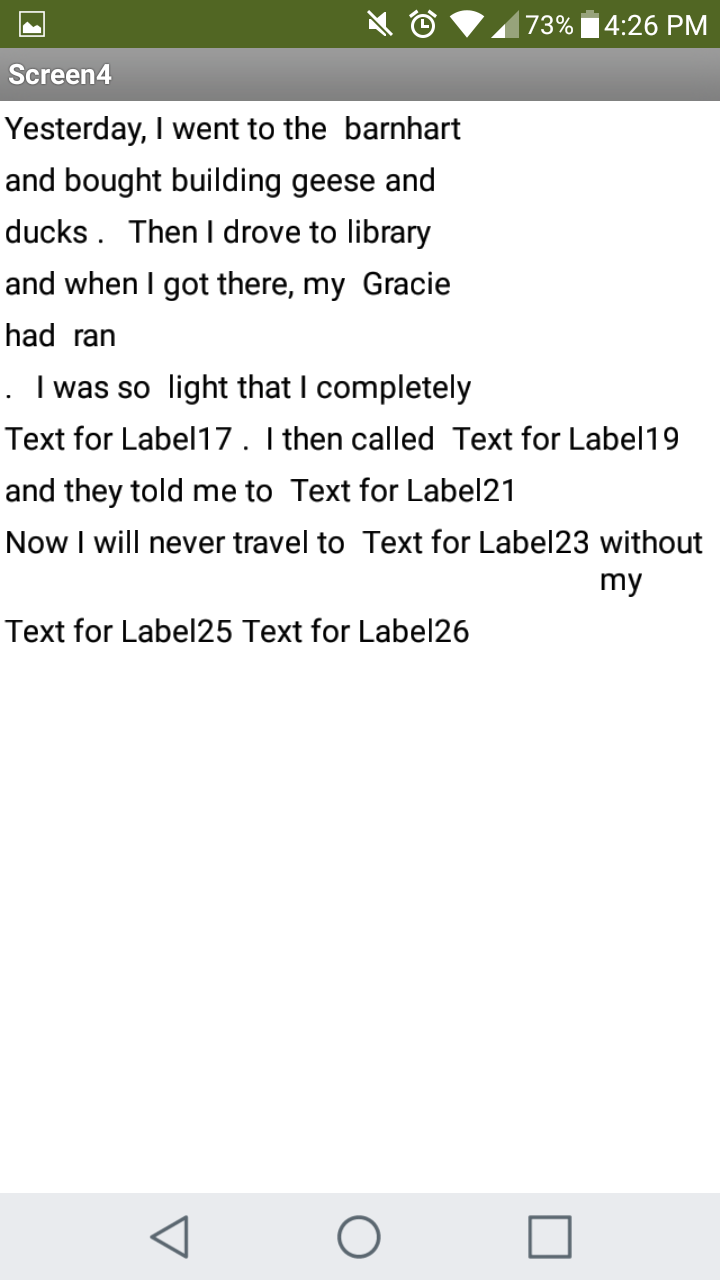 73% 4:26 PM
Screen4
Yesterday, I went to the barnhart
and bought building geese and
ducks . Then I drove to library
and when I got there, my Gracie
had ran
. I was so light that I completely
Text for Label17 . I then called Text for Label19
and they told me to Text for Label21
Now I will never travel to Text for Label23 without
my
Text for Label25 Text for Label26